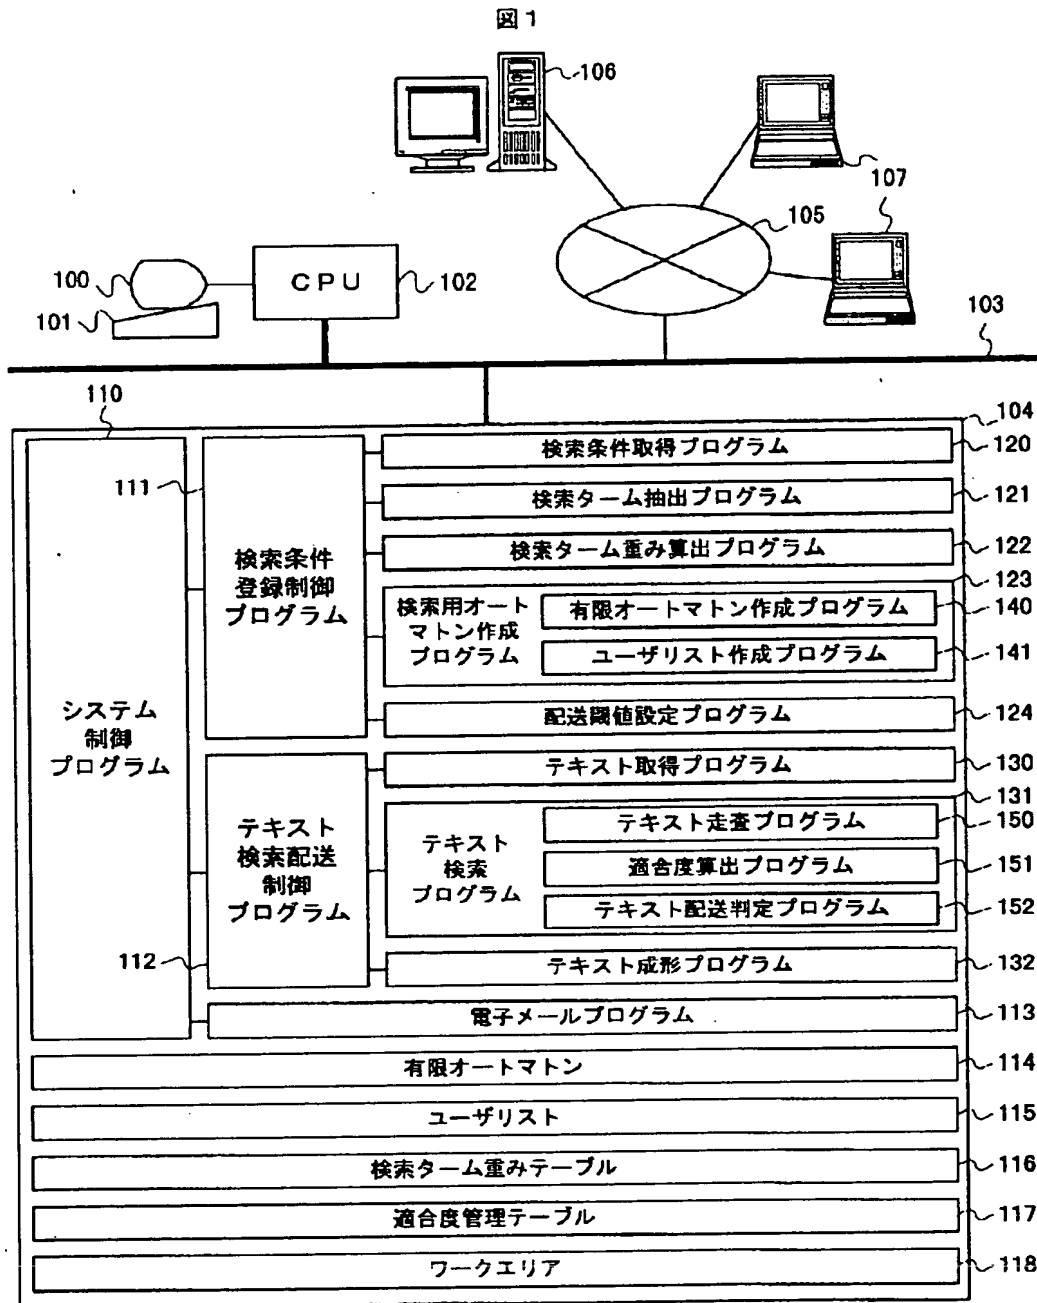 図1
106
107
105
100
CPU
102
101
103
110
104
検索条件取得プログラム
120
111
検索ターム抽出プログラム
121
検索条件
登録制御
プログラム
検索ターム重み算出プログラム
122
123
検索用オート
マトン作成
プログラム
有限オートマトン作成プログラム
140
ユーザリスト作成プログラム
141
システム
制御
プログラム
配送閾値設定プログラム
124
テキスト取得プログラム
130
131
テキスト
検索配送
制御
プログラム
テキスト
検索
プログラム
テキスト走査プログラム
150
適合度算出プログラム
151
テキスト配送判定プログラム
152
112
テキスト成形プログラム
132
電子メールプログラム
113
有限オートマトン
114
ユーザリスト
115
検索ターム重みテーブル
116
適合度管理テーブル
117
ワークエリア
118